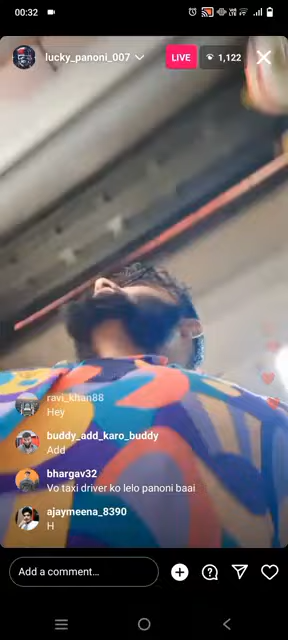 00:32
lucky_panoni_007
LIVE
1,122
ravi_khan88
Hey
buddy_add_karo_buddy
Add
bhargav32
Vo taxi driver ko lelo panoni baai
ajaymeena_8390
H
Add a comment...